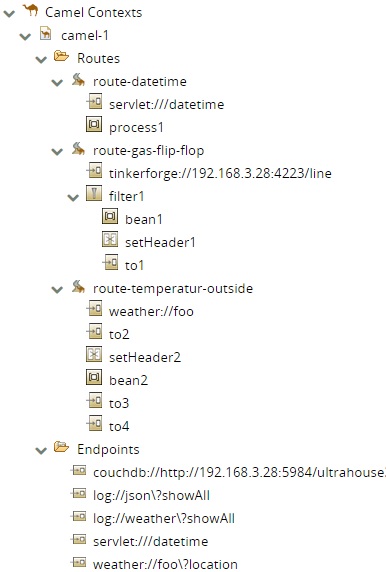 Camel Contexts
camel-1
Routes
route-datetime
servlet:///datetime
process1
route-gas-flip-flop
tinkerforge://192.168.3.28:4223/line
filter1
bean1
setHeader1
to1
route-temperatur-outside
weather://foo
to2
setHeader2
bean2
to3
to4
Endpoints
couchdb://http://192.168.3.28:5984/ultrahouse
log://json\?showAll
log://weather\?showAll
servlet:///datetime
weather://foo\?location